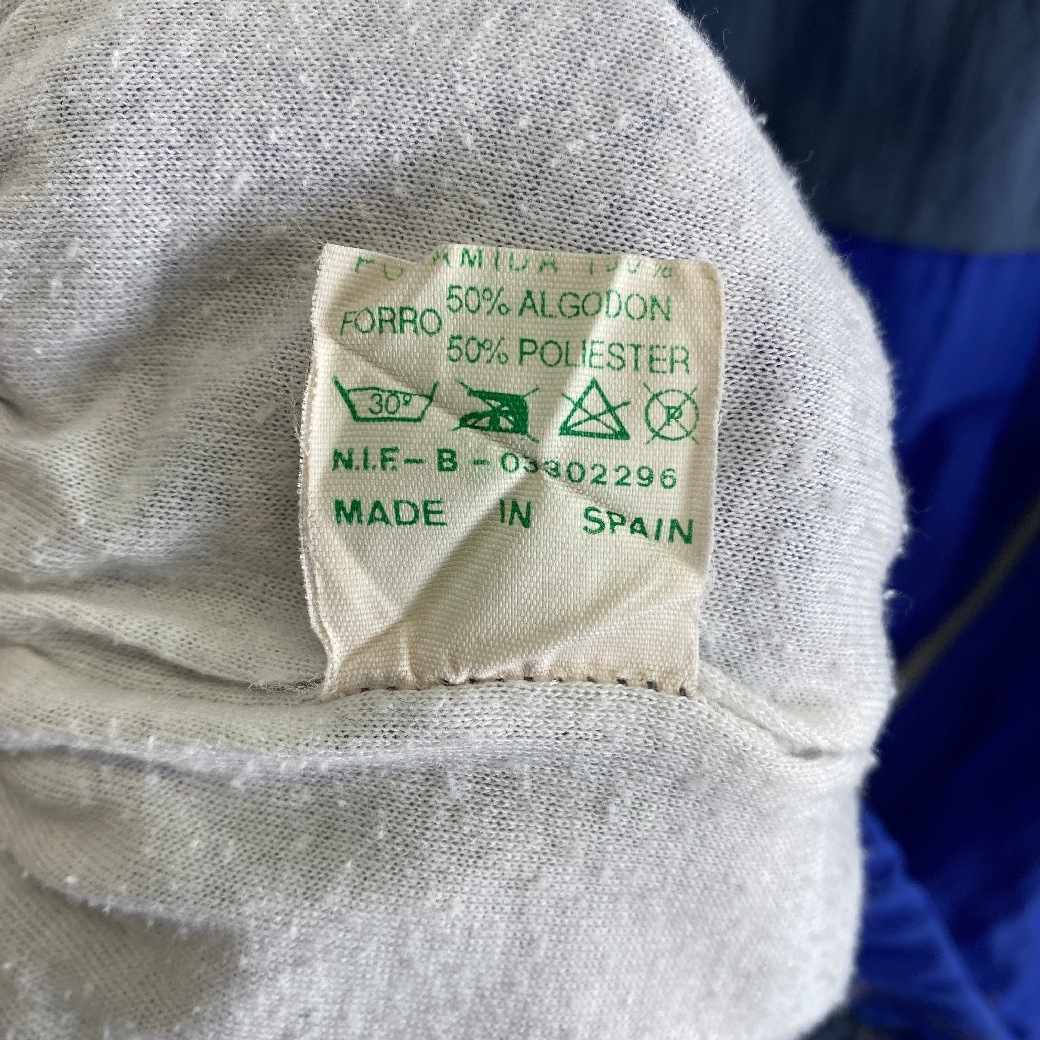 50% ALGODON
FORRO
50% POLIESTER
30°
P
N.I.F.- B - 03302296
MADE IN SPAIN